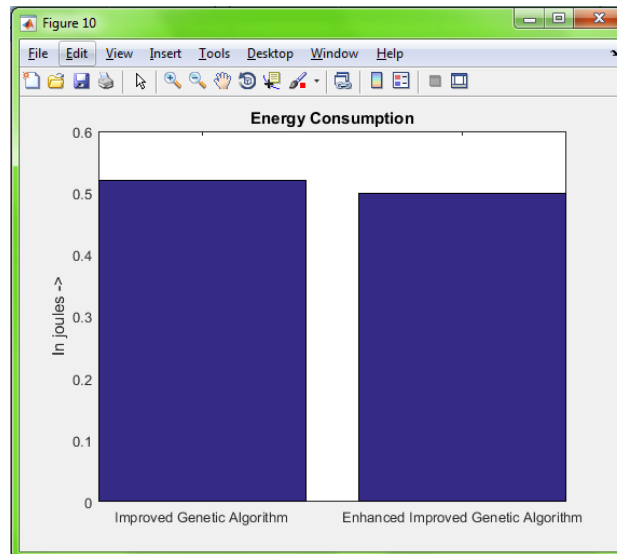 Figure 10
File Edit View Insert Tools Desktop Window Help
Energy Consumption
0.6
0.5
0.4
0.3
0.2
0.1
0
In joules ->
Improved Genetic Algorithm Enhanced Improved Genetic Algorithm